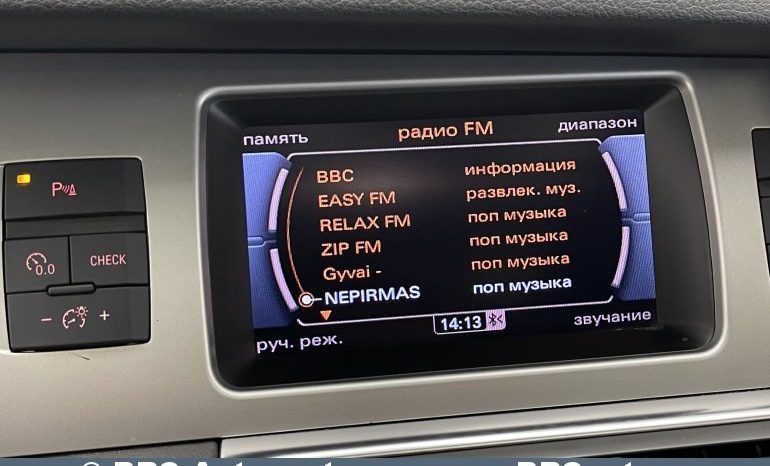 память радио FM диапазон
BBC информация
EASY FM развлек. муз.
RELAX FM поп музыка
ZIP FM поп музыка
Gyvai - поп музыка
NEPIRMAS поп музыка
14:13
руч. реж. звучание
P
0.0 CHECK
- +